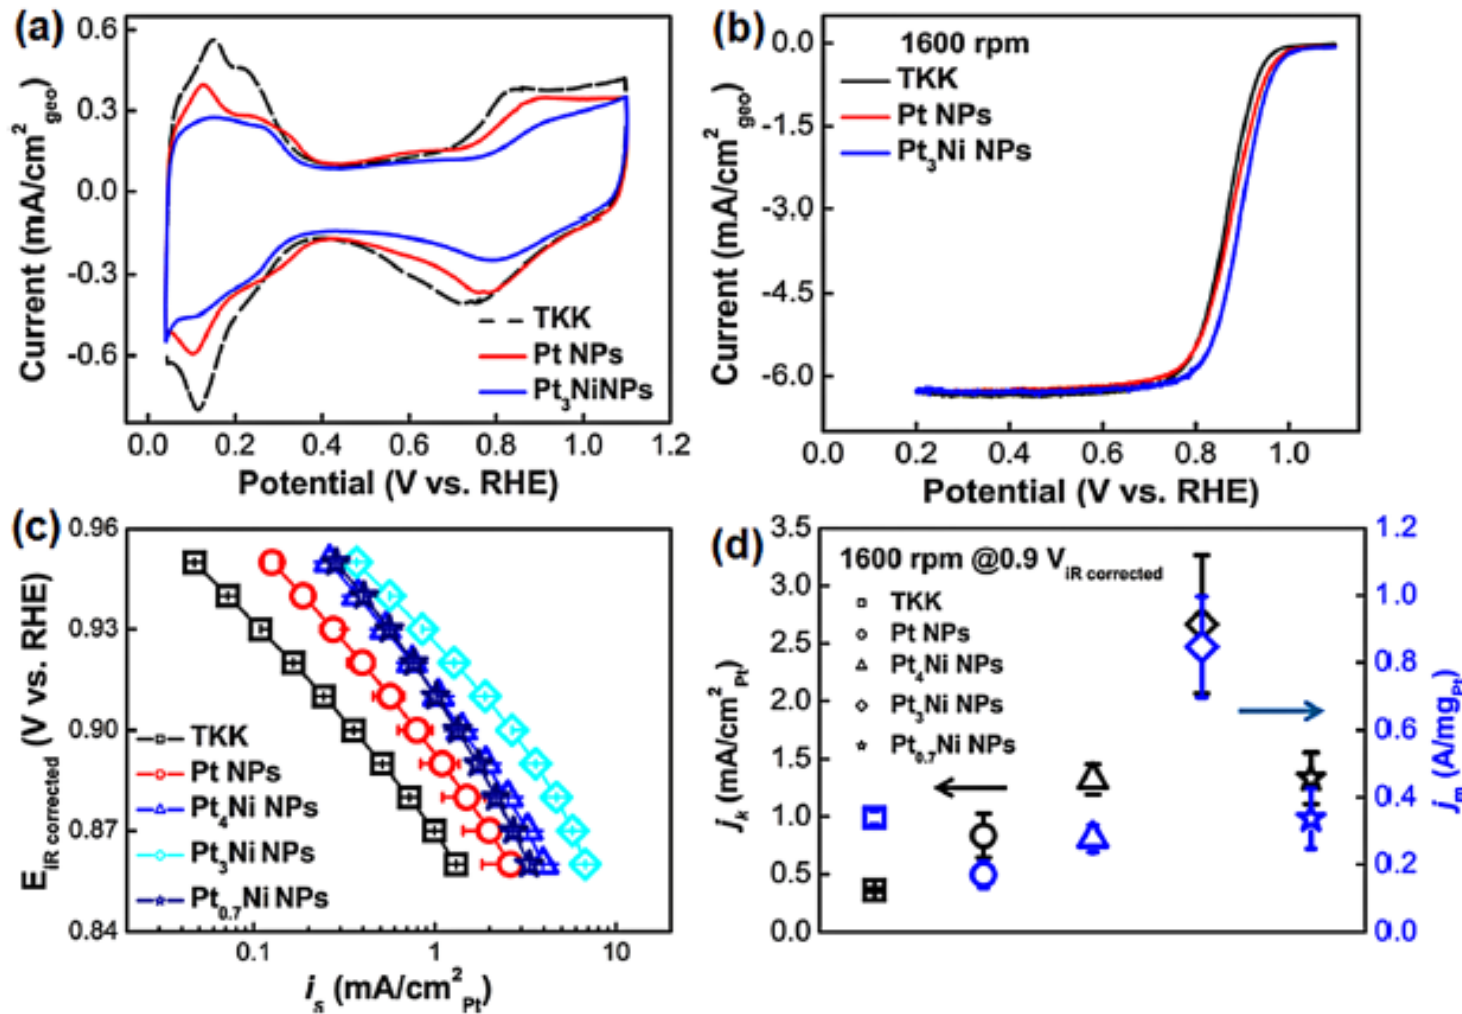 (a)
0.6
0.3
0.0
-0.3
-0.6
Current (mA/cm²geo)
TKK
Pt NPs
Pt₃NiNPs
0.0 0.2 0.4 0.6 0.8 1.0 1.2
Potential (V vs. RHE)
(b)
0.0
-1.5
-3.0
-4.5
-6.0
Current (mA/cm²geo)
1600 rpm
TKK
Pt NPs
Pt₃Ni NPs
0.0 0.2 0.4 0.6 0.8 1.0
Potential (V vs. RHE)
(c)
0.96
0.93
0.90
0.87
0.84
E iR corrected (V vs. RHE)
TKK
Pt NPs
Pt₄Ni NPs
Pt₃Ni NPs
Pt₀.₇Ni NPs
0.1 1 10
iₛ (mA/cm²Pt)
(d)
3.5
3.0
2.5
2.0
1.5
1.0
0.5
0.0
jₖ (mA/cm²Pt)
1600 rpm @0.9 V iR corrected
TKK
Pt NPs
Pt₄Ni NPs
Pt₃Ni NPs
Pt₀.₇Ni NPs
1.2
1.0
0.8
0.6
0.4
0.2
0.0
jₘ (A/mgPt)